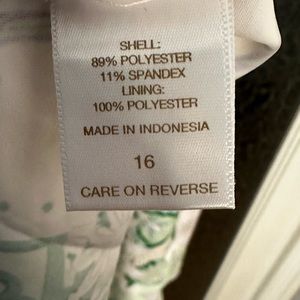 SHELL:
89% POLYESTER
11% SPANDEX
LINING:
100% POLYESTER
MADE IN INDONESIA
16
CARE ON REVERSE